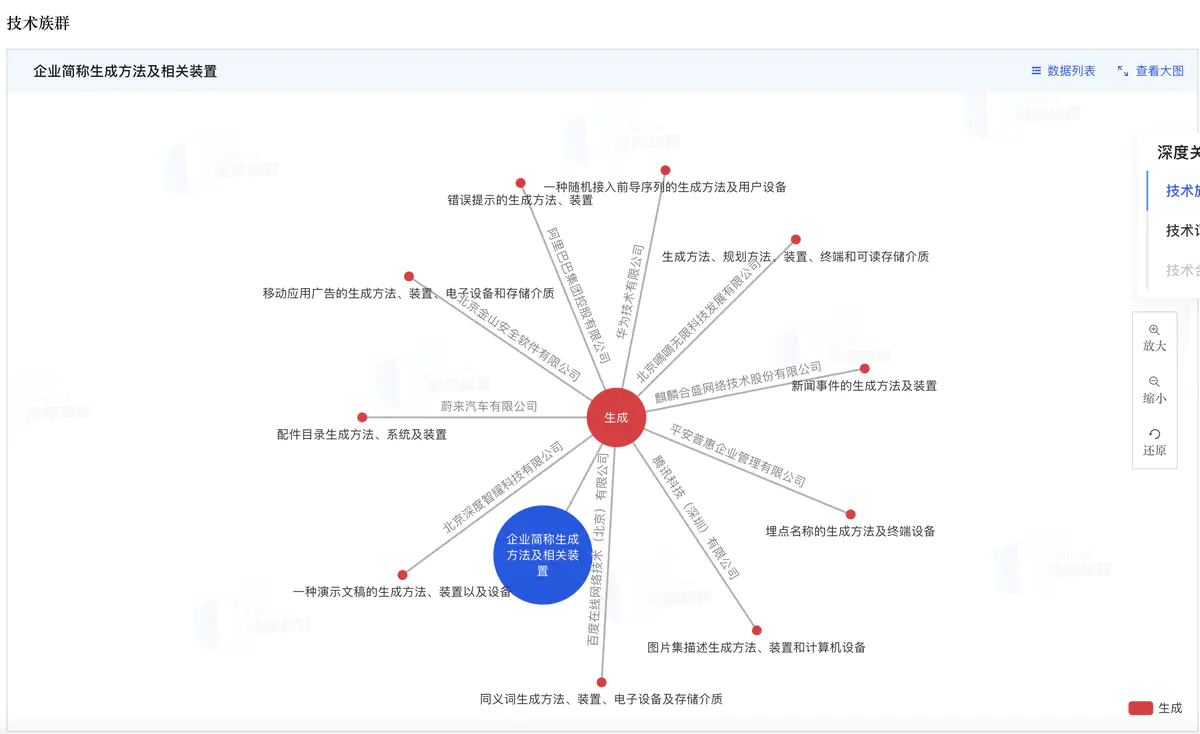 技术族群
企业简称生成方法及相关装置
数据列表
查看大图
深度关
技术族
技术试
技术合
放大
缩小
还原
一种随机接入前导序列的生成方法及用户设备
错误提示的生成方法、装置
阿里巴巴集团控股有限公司
华为技术有限公司
生成方法、规划方法、装置、终端和可读存储介质
北京嘀嘀无限科技发展有限公司
移动应用广告的生成方法、装置、电子设备和存储介质
北京金山安全软件有限公司
麒麟合盛网络技术股份有限公司
新闻事件的生成方法及装置
蔚来汽车有限公司
生成
配件目录生成方法、系统及装置
平安普惠企业管理有限公司
北京深度智耀科技有限公司
腾讯科技（深圳）有限公司
百度在线网络技术（北京）有限公司
埋点名称的生成方法及终端设备
企业简称生成
方法及相关装
置
一种演示文稿的生成方法、装置以及设备
图片集描述生成方法、装置和计算机设备
同义词生成方法、装置、电子设备及存储介质
生成